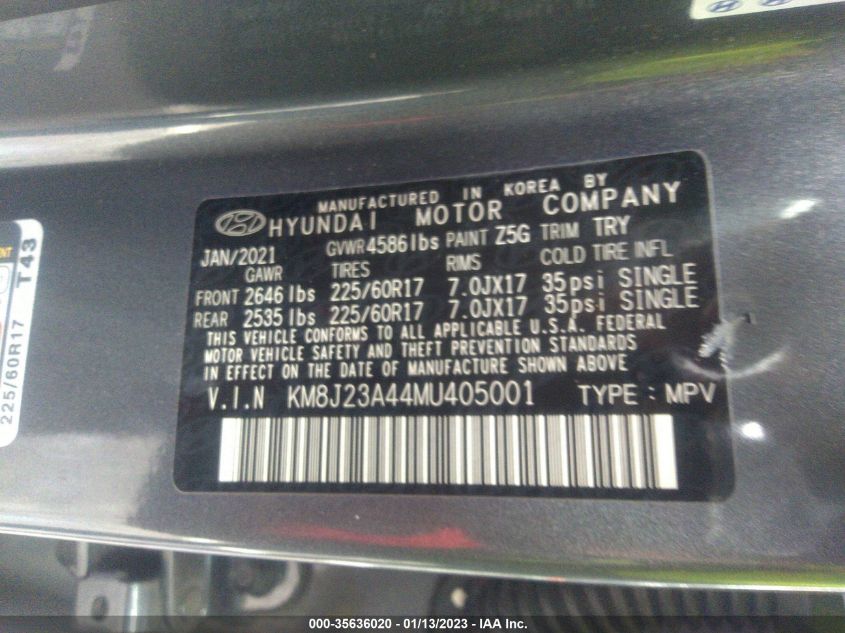 MANUFACTURED IN KOREA BY
HYUNDAI MOTOR COMPANY
JAN/2021 GVWR 4586 lbs PAINT Z5G TRIM TRY
GAWR TIRES RIMS COLD TIRE INFL
FRONT 2646 lbs 225/60R17 7.0JX17 35psi SINGLE
REAR 2535 lbs 225/60R17 7.0JX17 35psi SINGLE
THIS VEHICLE CONFORMS TO ALL APPLICABLE U.S.A. FEDERAL
MOTOR VEHICLE SAFETY AND THEFT PREVENTION STANDARDS
IN EFFECT ON THE DATE OF MANUFACTURE SHOWN ABOVE
V.I.N KM8J23A44MU405001 TYPE : MPV
T43
225/60R17
000-35636020 - 01/13/2023 - IAA Inc.